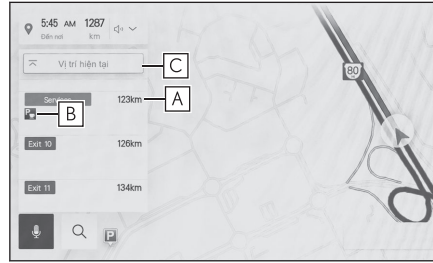 5:45 AM 1287
Đến nơi km
Vị trí hiện tại
C
123km
A
P
B
Exit 10 126km
Exit 11 134km
P
80